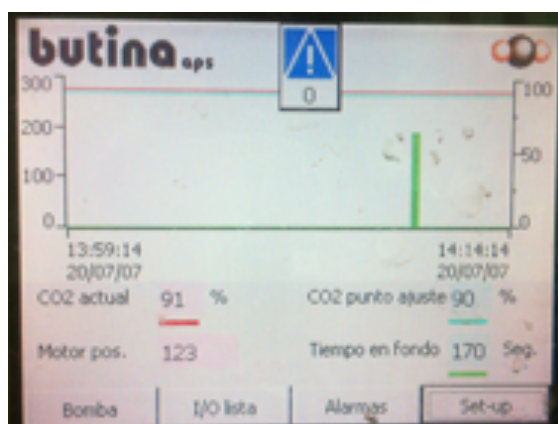 butina aps
0
300
100
200
50
100
0
0
13:59:14 14:14:14
20/07/07 20/07/07
CO2 actual 91 % CO2 punto ajuste 90 %
Motor pos. 123 Tiempo en fondo 170 Seg.
Bomba I/O lista Alarmas Set-up